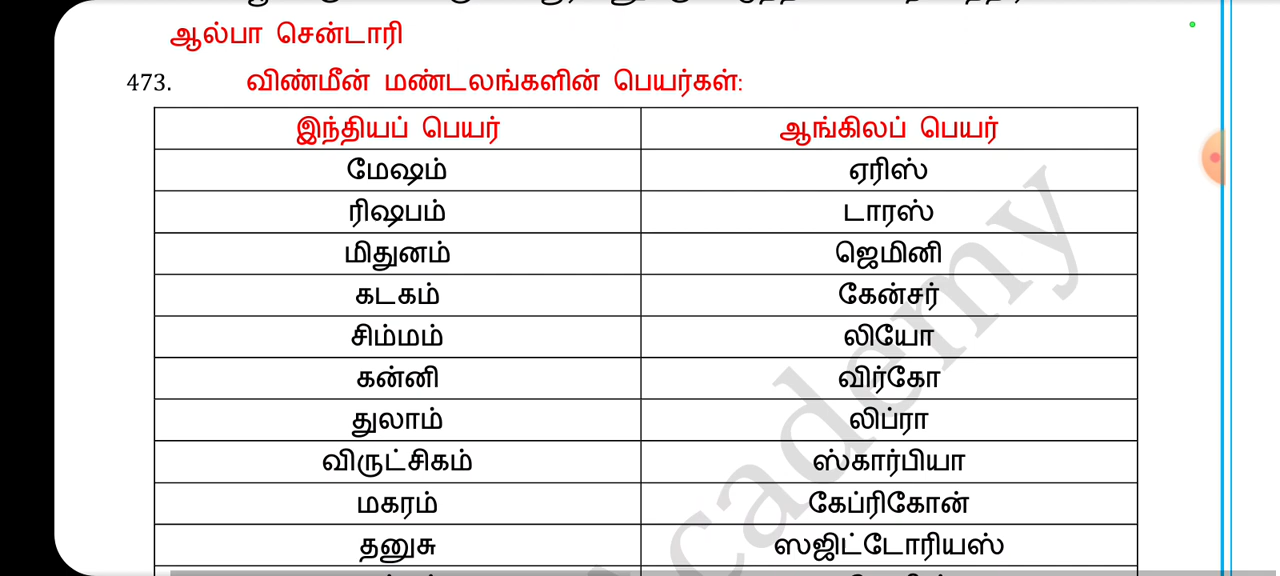 ஆல்பா சென்டாரி
473. விண்மீன் மண்டலங்களின் பெயர்கள்:
இந்தியப் பெயர் ஆங்கிலப் பெயர்
மேஷம் ஏரிஸ்
ரிஷபம் டாரஸ்
மிதுனம் ஜெமினி
கடகம் கேன்சர்
சிம்மம் லியோ
கன்னி விர்கோ
துலாம் லிப்ரா
விருட்சிகம் ஸ்கார்பியா
மகரம் கேப்ரிகோன்
தனுசு ஸஜிட்டோரியஸ்
cademy